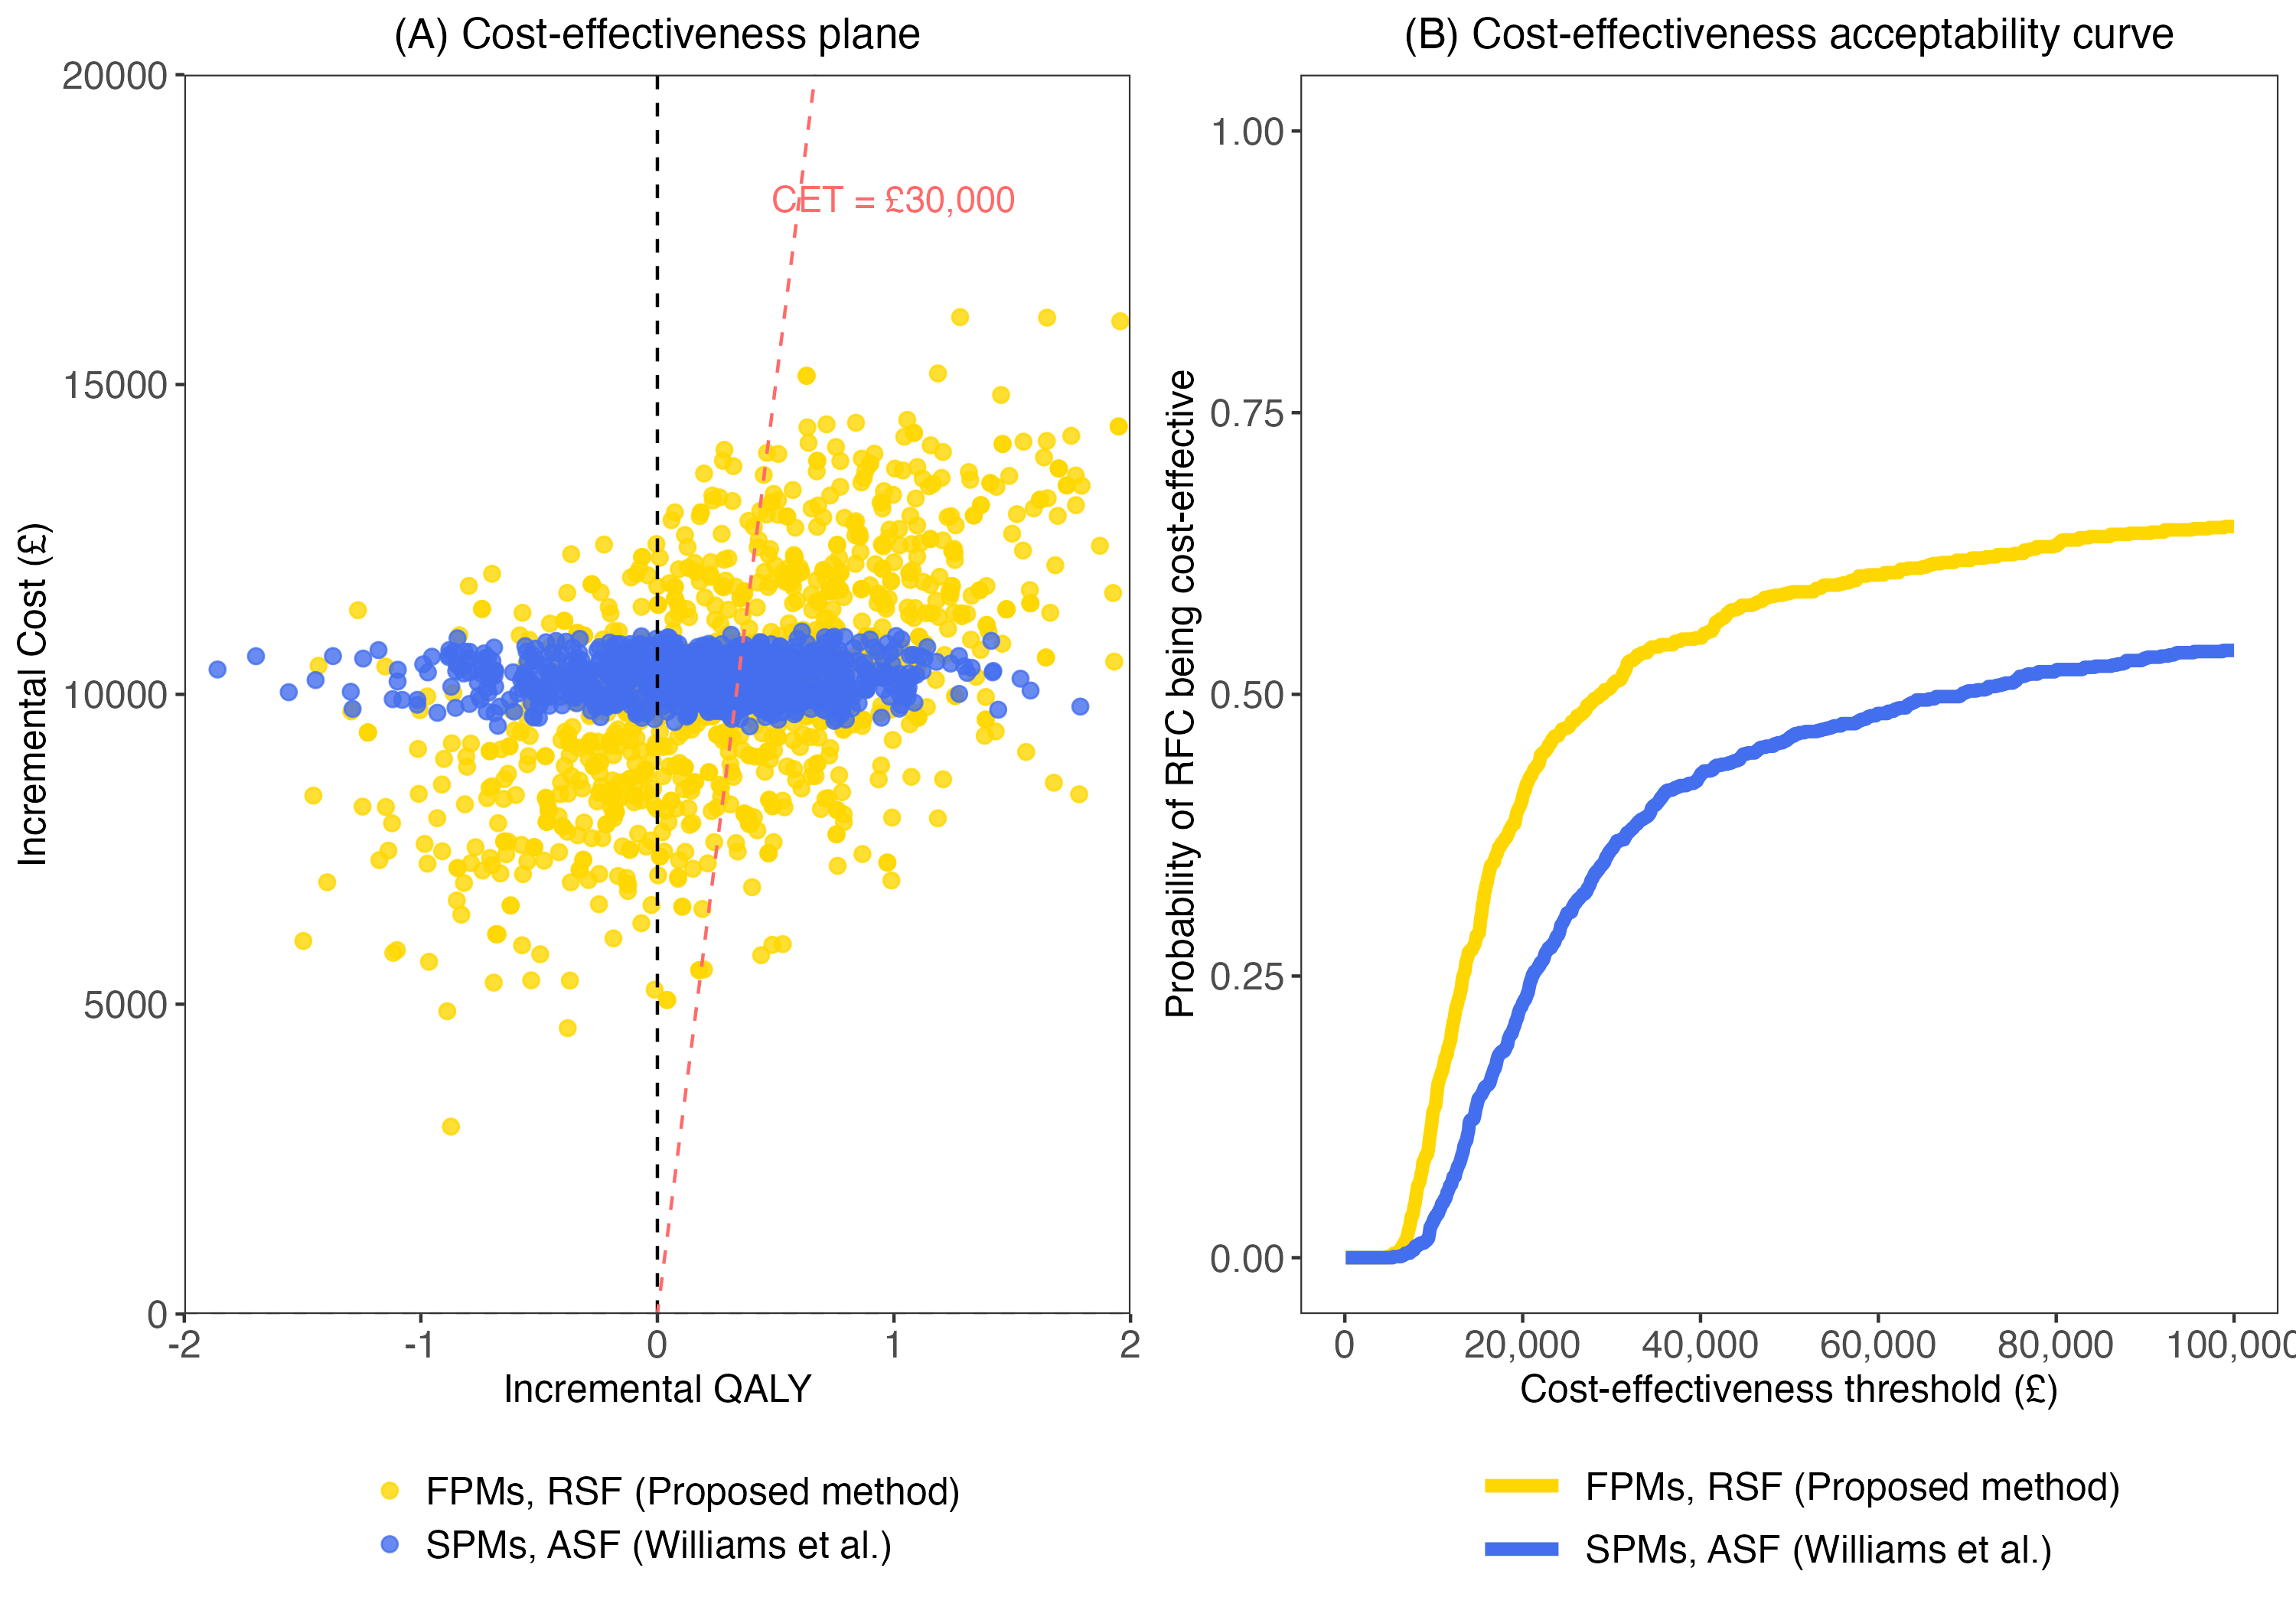 (A) Cost-effectiveness plane
20000
15000
10000
5000
0
-2
-1
0
1
2
Incremental Cost (£)
Incremental QALY
CET = £30,000
FPMs, RSF (Proposed method)
SPMs, ASF (Williams et al.)
(B) Cost-effectiveness acceptability curve
1.00
0.75
0.50
0.25
0.00
0
20,000
40,000
60,000
80,000
100,000
Probability of RFC being cost-effective
Cost-effectiveness threshold (£)
FPMs, RSF (Proposed method)
SPMs, ASF (Williams et al.)